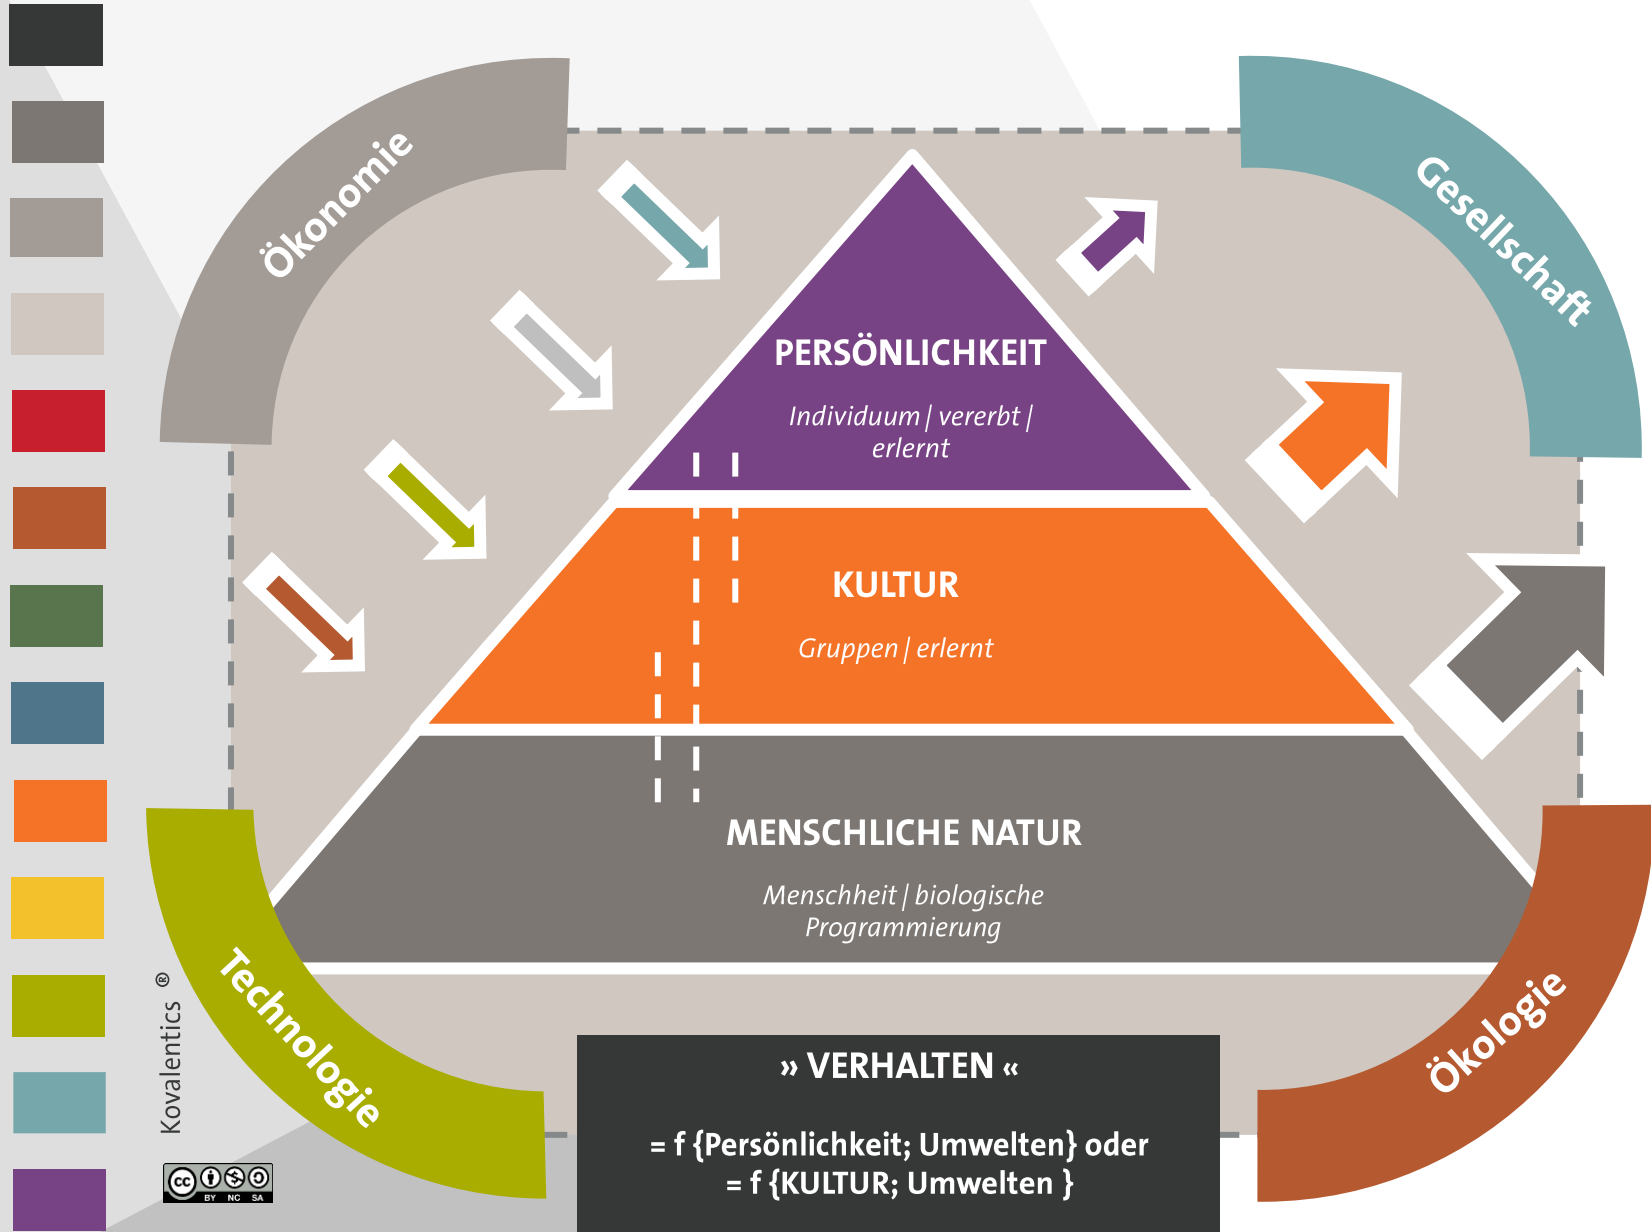 Ökonomie
Gesellschaft
PERSÖNLICHKEIT
Individuum | vererbt |
erlernt
KULTUR
Gruppen | erlernt
MENSCHLICHE NATUR
Menschheit | biologische
Programmierung
Technologie
Ökologie
Kovalentics ®
» VERHALTEN «
= f {Persönlichkeit; Umwelten} oder
= f {KULTUR; Umwelten }
cc
BY NC SA